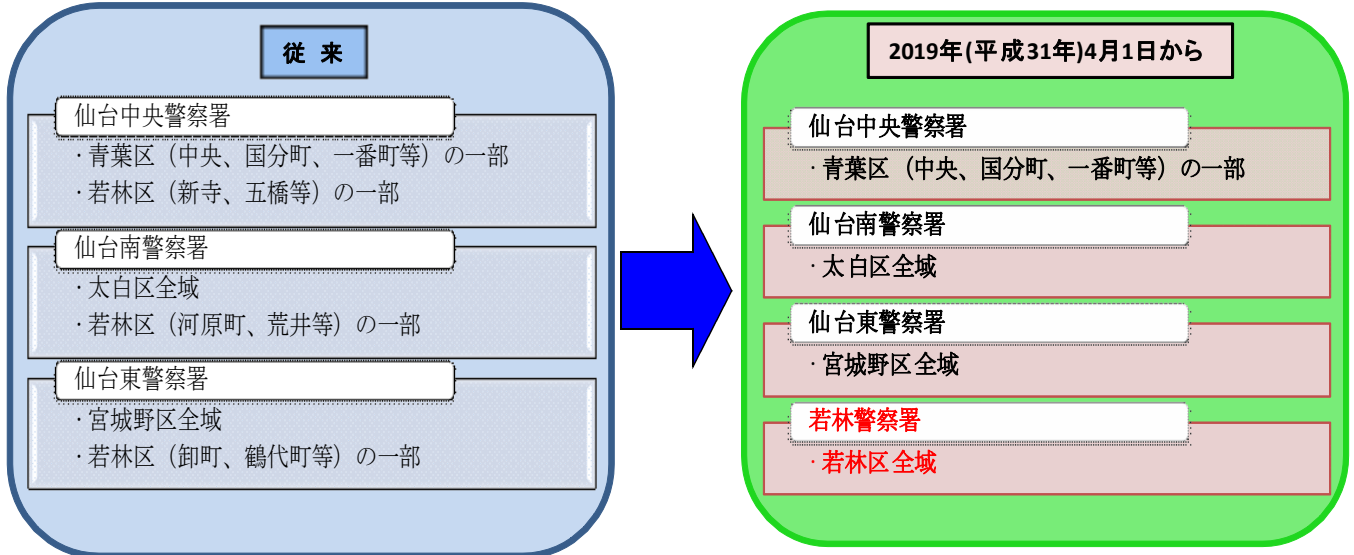 従 来
仙台中央警察署
・青葉区（中央、国分町、一番町等）の一部
・若林区（新寺、五橋等）の一部
仙台南警察署
・太白区全域
・若林区（河原町、荒井等）の一部
仙台東警察署
・宮城野区全域
・若林区（卸町、鶴代町等）の一部
2019年(平成31年)4月1日から
仙台中央警察署
・青葉区（中央、国分町、一番町等）の一部
仙台南警察署
・太白区全域
仙台東警察署
・宮城野区全域
若林警察署
・若林区全域